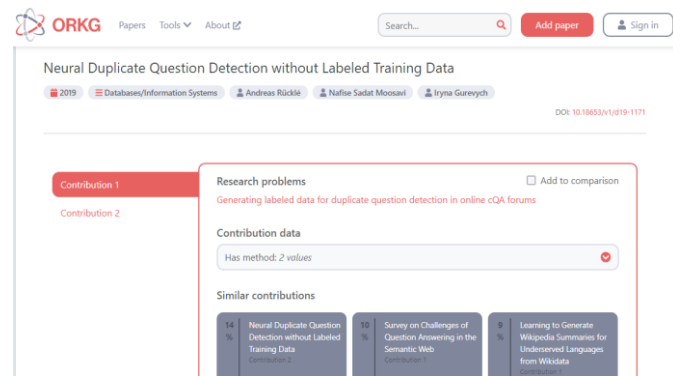 ORKG Papers Tools About Search... Add paper Sign in
Neural Duplicate Question Detection without Labeled Training Data
2019 Databases/Information Systems Andreas Rücklé Nafise Sadat Moosavi Iryna Gurevych
DOI: 10.18653/v1/d19-1171
Contribution 1
Contribution 2
Research problems Add to comparison
Generating labeled data for duplicate question detection in online cQA forums
Contribution data
Has method: 2 values
Similar contributions
14 %
Neural Duplicate Question
Detection without Labeled
Training Data
Contribution 2
10 %
Survey on Challenges of
Question Answering in the
Semantic Web
Contribution 1
9 %
Learning to Generate
Wikipedia Summaries for
Underserved Languages
from Wikidata
Contribution 1